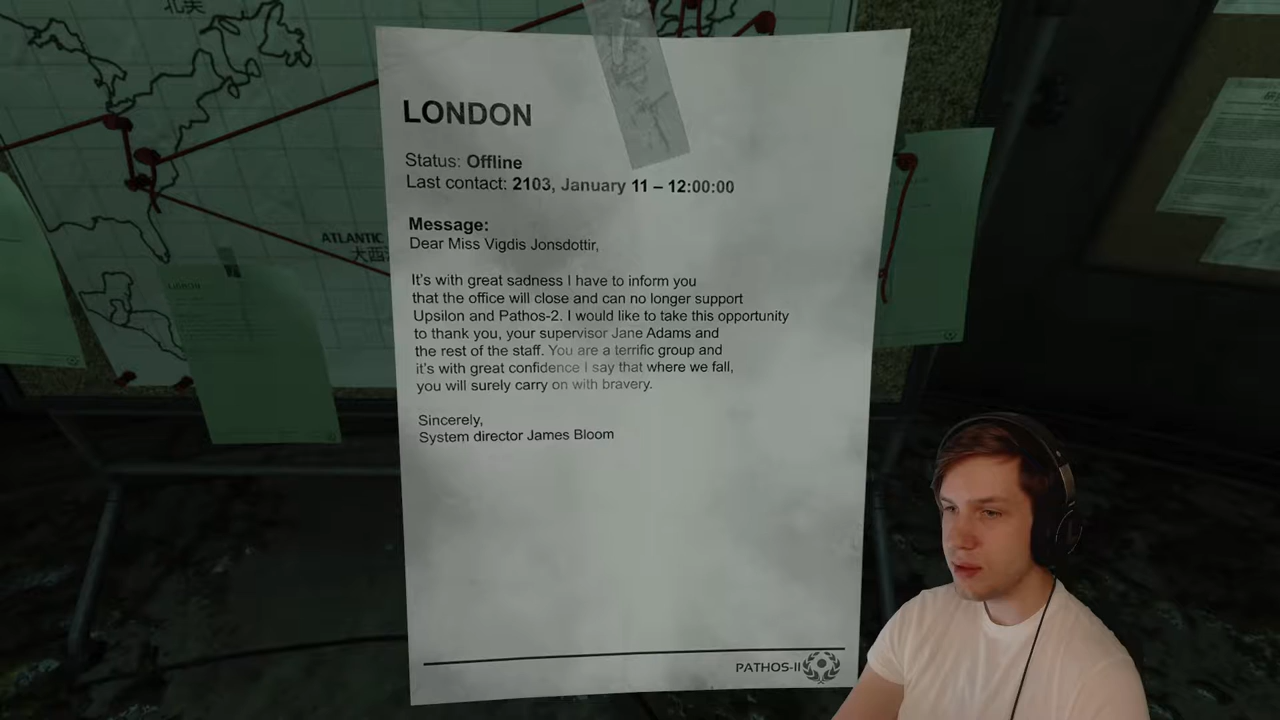 北美
LONDON
Status: Offline
Last contact: 2103, January 11 – 12:00:00
Message:
Dear Miss Vigdis Jonsdottir,
It's with great sadness I have to inform you
that the office will close and can no longer support
Upsilon and Pathos-2. I would like to take this opportunity
to thank you, your supervisor Jane Adams and
the rest of the staff. You are a terrific group and
it's with great confidence I say that where we fall,
you will surely carry on with bravery.
Sincerely,
System director James Bloom
PATHOS-II
ATLANTIC
大西